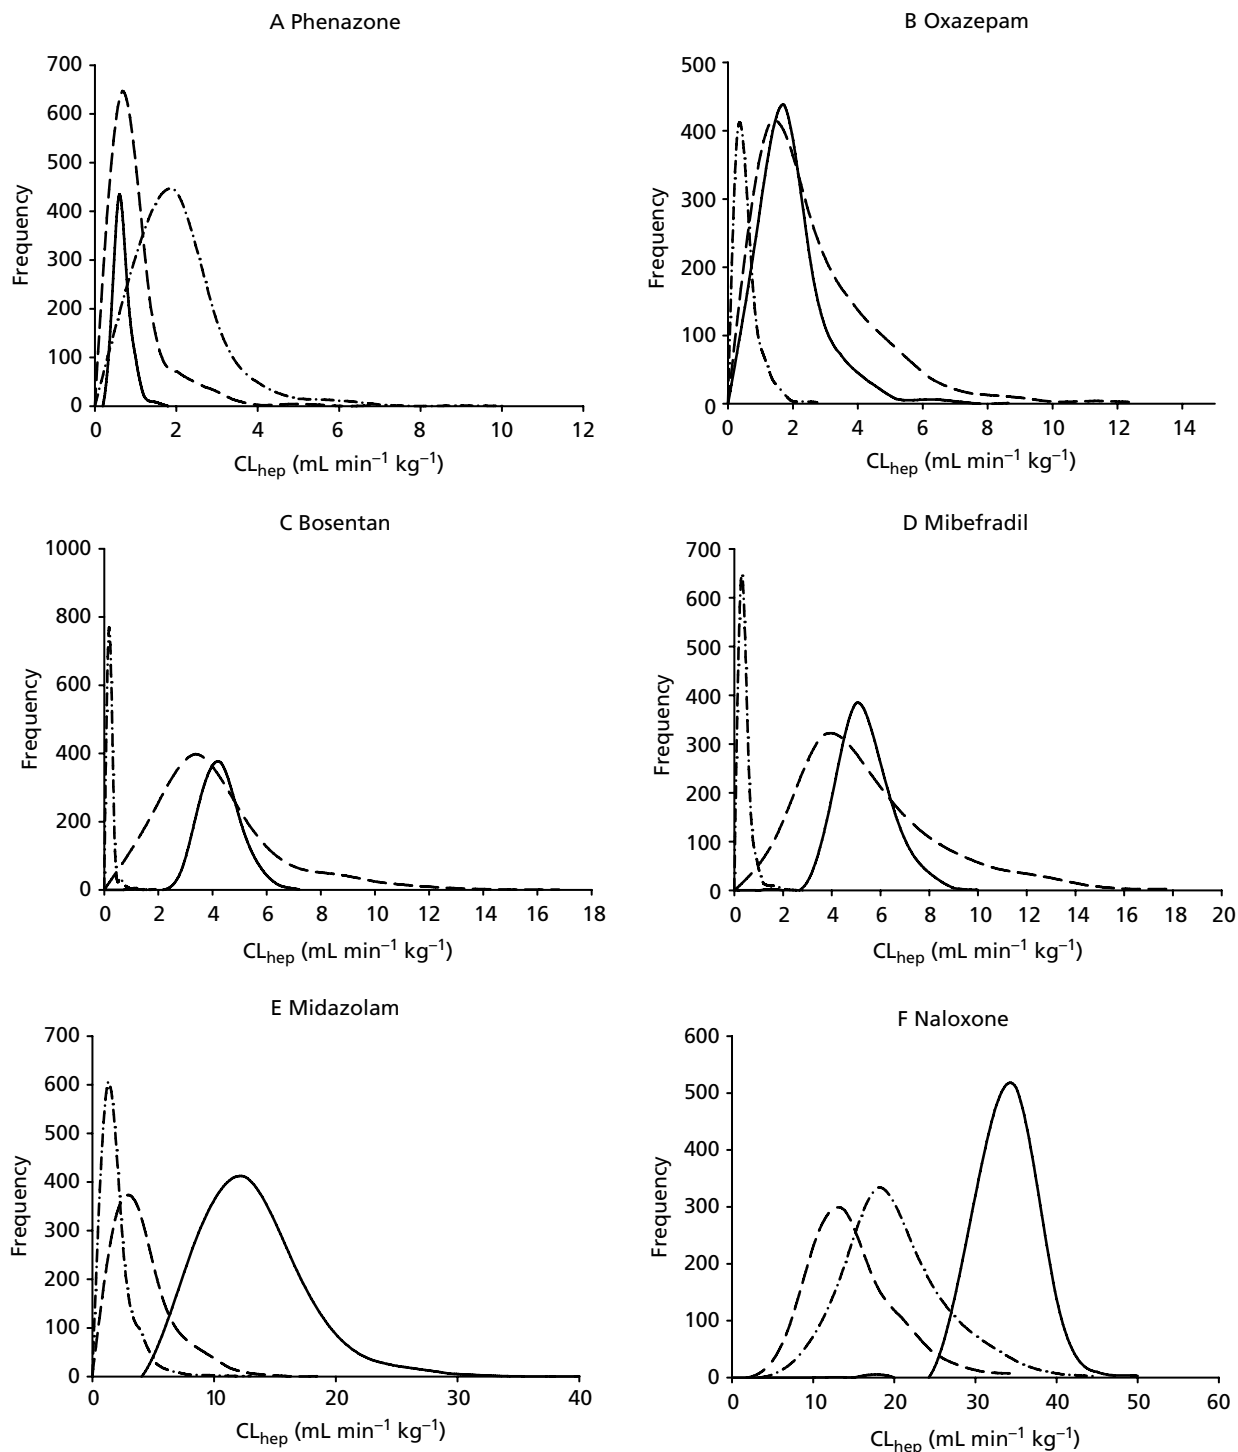 A Phenazone
700
600
500
400
300
200
100
0
Frequency
0 2 4 6 8 10 12
CLhep (mL min−1 kg−1)
B Oxazepam
500
400
300
200
100
0
Frequency
0 2 4 6 8 10 12 14
CLhep (mL min−1 kg−1)
C Bosentan
1000
800
600
400
200
0
Frequency
0 2 4 6 8 10 12 14 16 18
CLhep (mL min−1 kg−1)
D Mibefradil
700
600
500
400
300
200
100
0
Frequency
0 2 4 6 8 10 12 14 16 18 20
CLhep (mL min−1 kg−1)
E Midazolam
700
600
500
400
300
200
100
0
Frequency
0 10 20 30 40
CLhep (mL min−1 kg−1)
F Naloxone
600
500
400
300
200
100
0
Frequency
0 10 20 30 40 50 60
CLhep (mL min−1 kg−1)